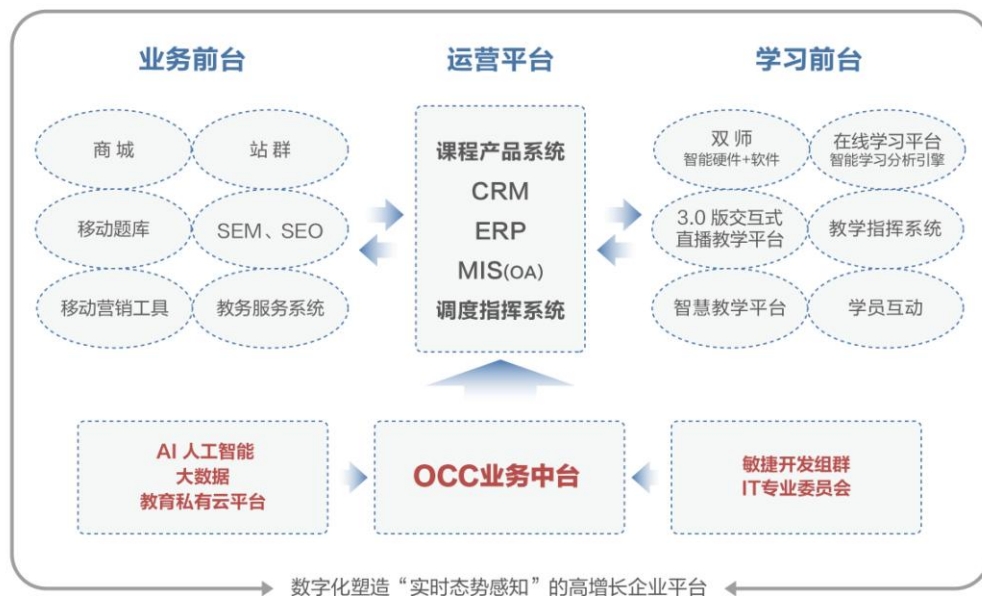 业务前台
运营平台
学习前台
商城
站群
移动题库
SEM、SEO
移动营销工具
教务服务系统
课程产品系统
CRM
ERP
MIS(OA)
调度指挥系统
双师
智能硬件+软件
在线学习平台
智能学习分析引擎
3.0 版交互式
直播教学平台
教学指挥系统
智慧教学平台
学员互动
AI 人工智能
大数据
教育私有云平台
OCC业务中台
敏捷开发组群
IT专业委员会
数字化塑造“实时态势感知”的高增长企业平台